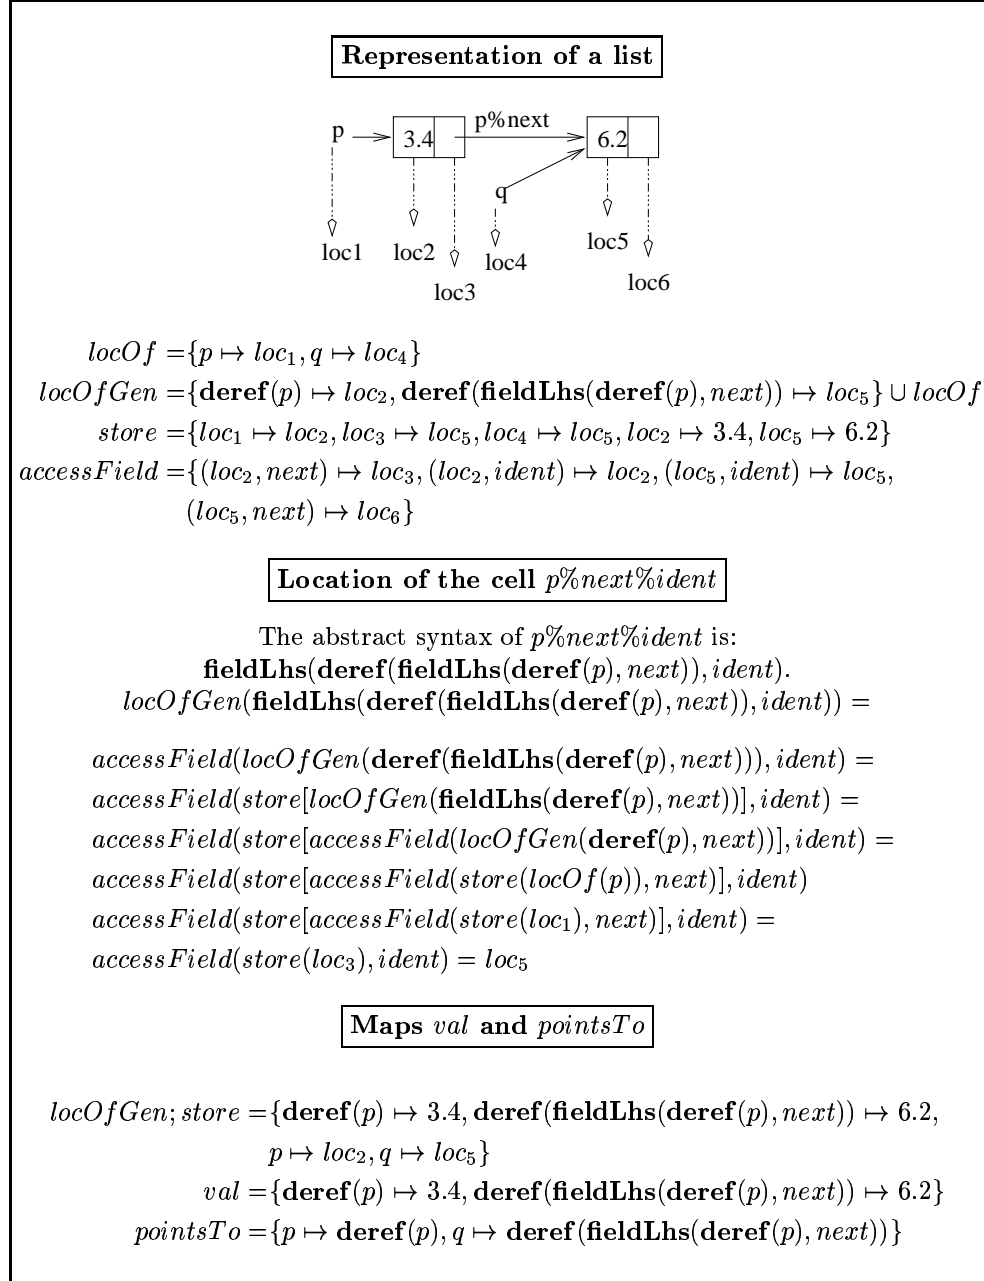 Representation of a list
p%next
p 3.4 6.2
q
loc1 loc2 loc3 loc4 loc5 loc6
locOf ={p ↦ loc₁, q ↦ loc₄}
locOfGen ={deref(p) ↦ loc₂, deref(fieldLhs(deref(p), next)) ↦ loc₅} ∪ locOf
store ={loc₁ ↦ loc₂, loc₃ ↦ loc₅, loc₄ ↦ loc₅, loc₂ ↦ 3.4, loc₅ ↦ 6.2}
accessField ={(loc₂, next) ↦ loc₃, (loc₂, ident) ↦ loc₂, (loc₅, ident) ↦ loc₅,
(loc₅, next) ↦ loc₆}
Location of the cell p%next%ident
The abstract syntax of p%next%ident is:
fieldLhs(deref(fieldLhs(deref(p), next)), ident).
locOfGen(fieldLhs(deref(fieldLhs(deref(p), next)), ident)) =
accessField(locOfGen(deref(fieldLhs(deref(p), next))), ident) =
accessField(store[locOfGen(fieldLhs(deref(p), next))], ident) =
accessField(store[accessField(locOfGen(deref(p), next))], ident) =
accessField(store[accessField(store(locOf(p)), next)], ident)
accessField(store[accessField(store(loc₁), next)], ident) =
accessField(store(loc₃), ident) = loc₅
Maps val and pointsTo
locOfGen; store ={deref(p) ↦ 3.4, deref(fieldLhs(deref(p), next)) ↦ 6.2,
p ↦ loc₂, q ↦ loc₅}
val ={deref(p) ↦ 3.4, deref(fieldLhs(deref(p), next)) ↦ 6.2}
pointsTo ={p ↦ deref(p), q ↦ deref(fieldLhs(deref(p), next))}